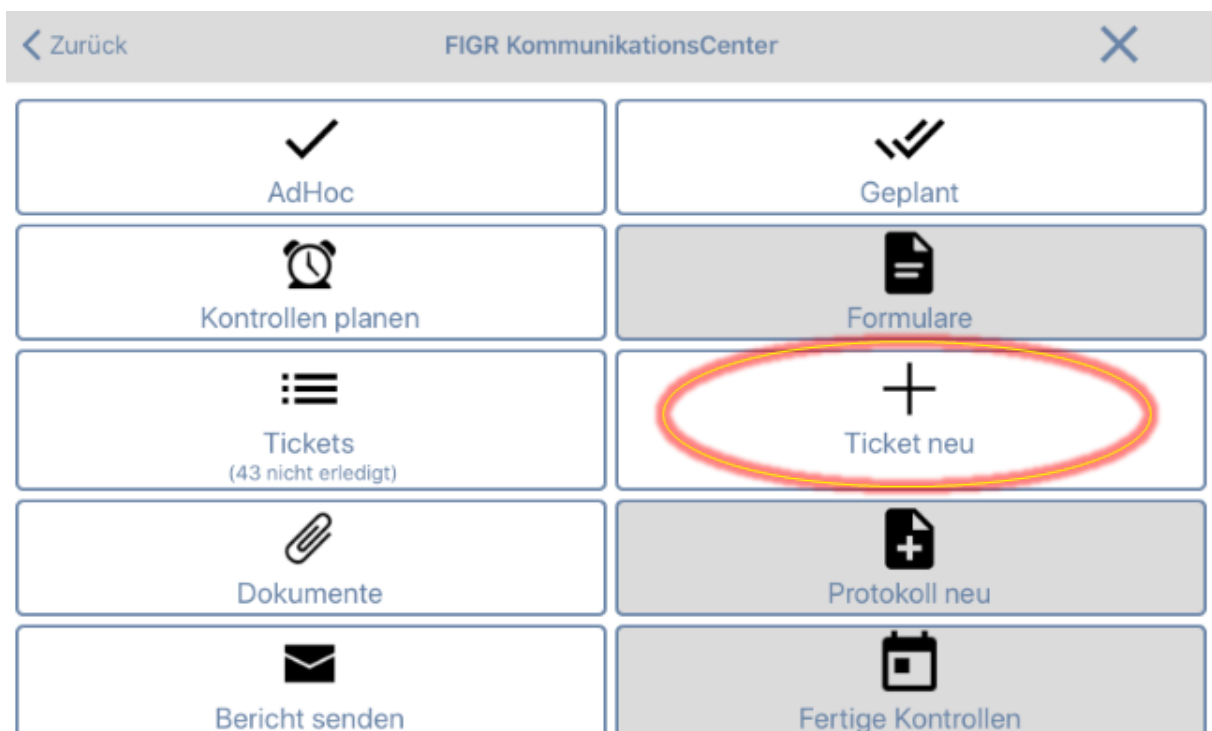 Zurück
FIGR KommunikationsCenter
AdHoc
Geplant
Kontrollen planen
Formulare
Tickets
(43 nicht erledigt)
Ticket neu
Dokumente
Protokoll neu
Bericht senden
Fertige Kontrollen